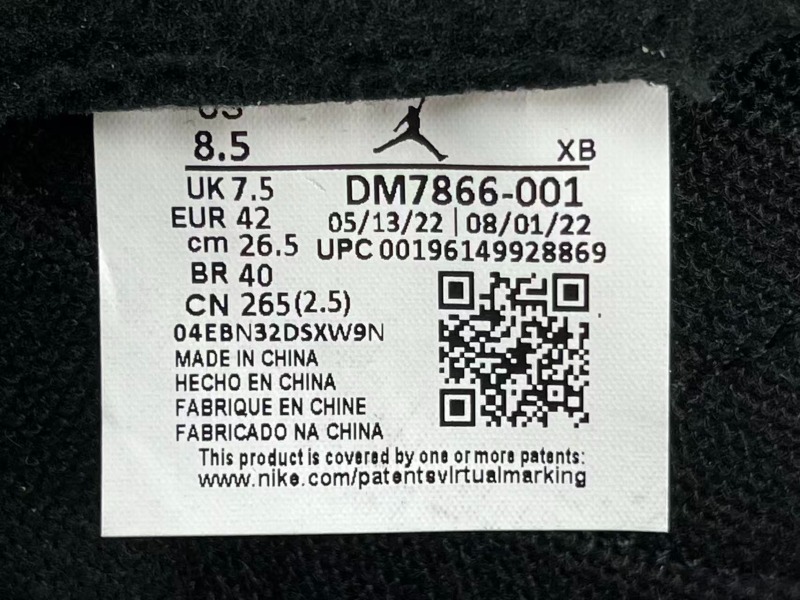 US
8.5
XB
UK 7.5
DM7866-001
EUR 42
05/13/22 | 08/01/22
cm 26.5
UPC 00196149928869
BR 40
CN 265(2.5)
04EBN32DSXW9N
MADE IN CHINA
HECHO EN CHINA
FABRIQUE EN CHINE
FABRICADO NA CHINA
This product is covered by one or more patents:
www.nike.com/patentsvirtualmarking